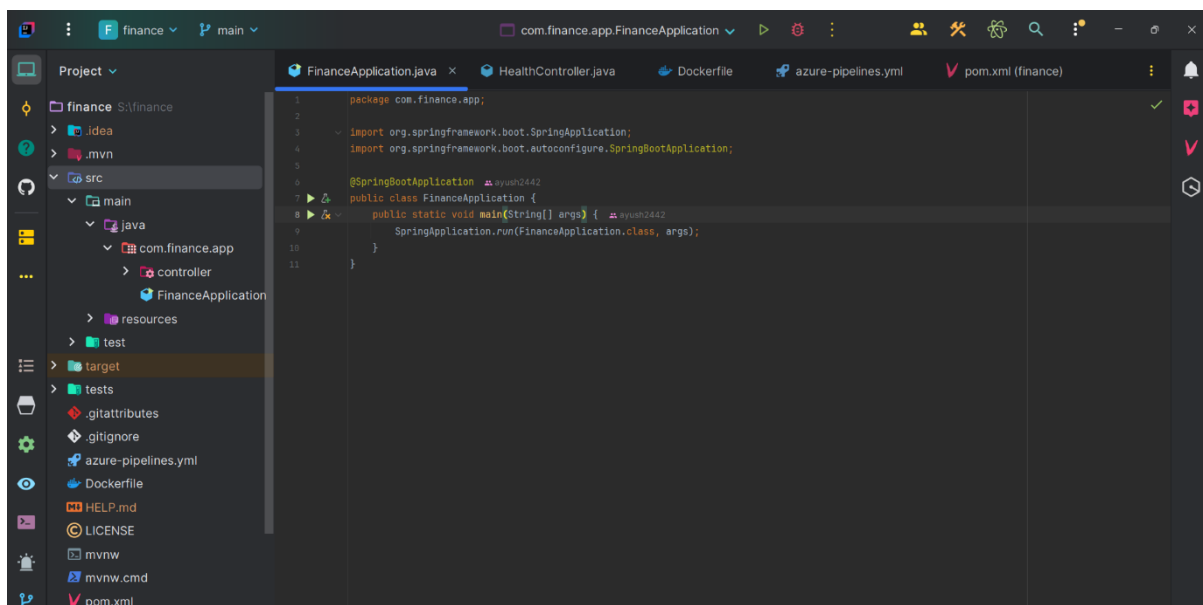 F finance main com.finance.app.FinanceApplication
Project
FinanceApplication.java HealthController.java Dockerfile azure-pipelines.yml pom.xml (finance)
finance S:\finance
.idea
.mvn
src
main
java
com.finance.app
controller
FinanceApplication
resources
test
target
tests
.gitattributes
.gitignore
azure-pipelines.yml
Dockerfile
HELP.md
LICENSE
mvnw
mvnw.cmd
pom.xml
1 package com.finance.app;
2
3 import org.springframework.boot.SpringApplication;
4 import org.springframework.boot.autoconfigure.SpringBootApplication;
5
6 @SpringBootApplication ayush2442
7 public class FinanceApplication {
8 public static void main(String[] args) { ayush2442
9 SpringApplication.run(FinanceApplication.class, args);
10 }
11 }